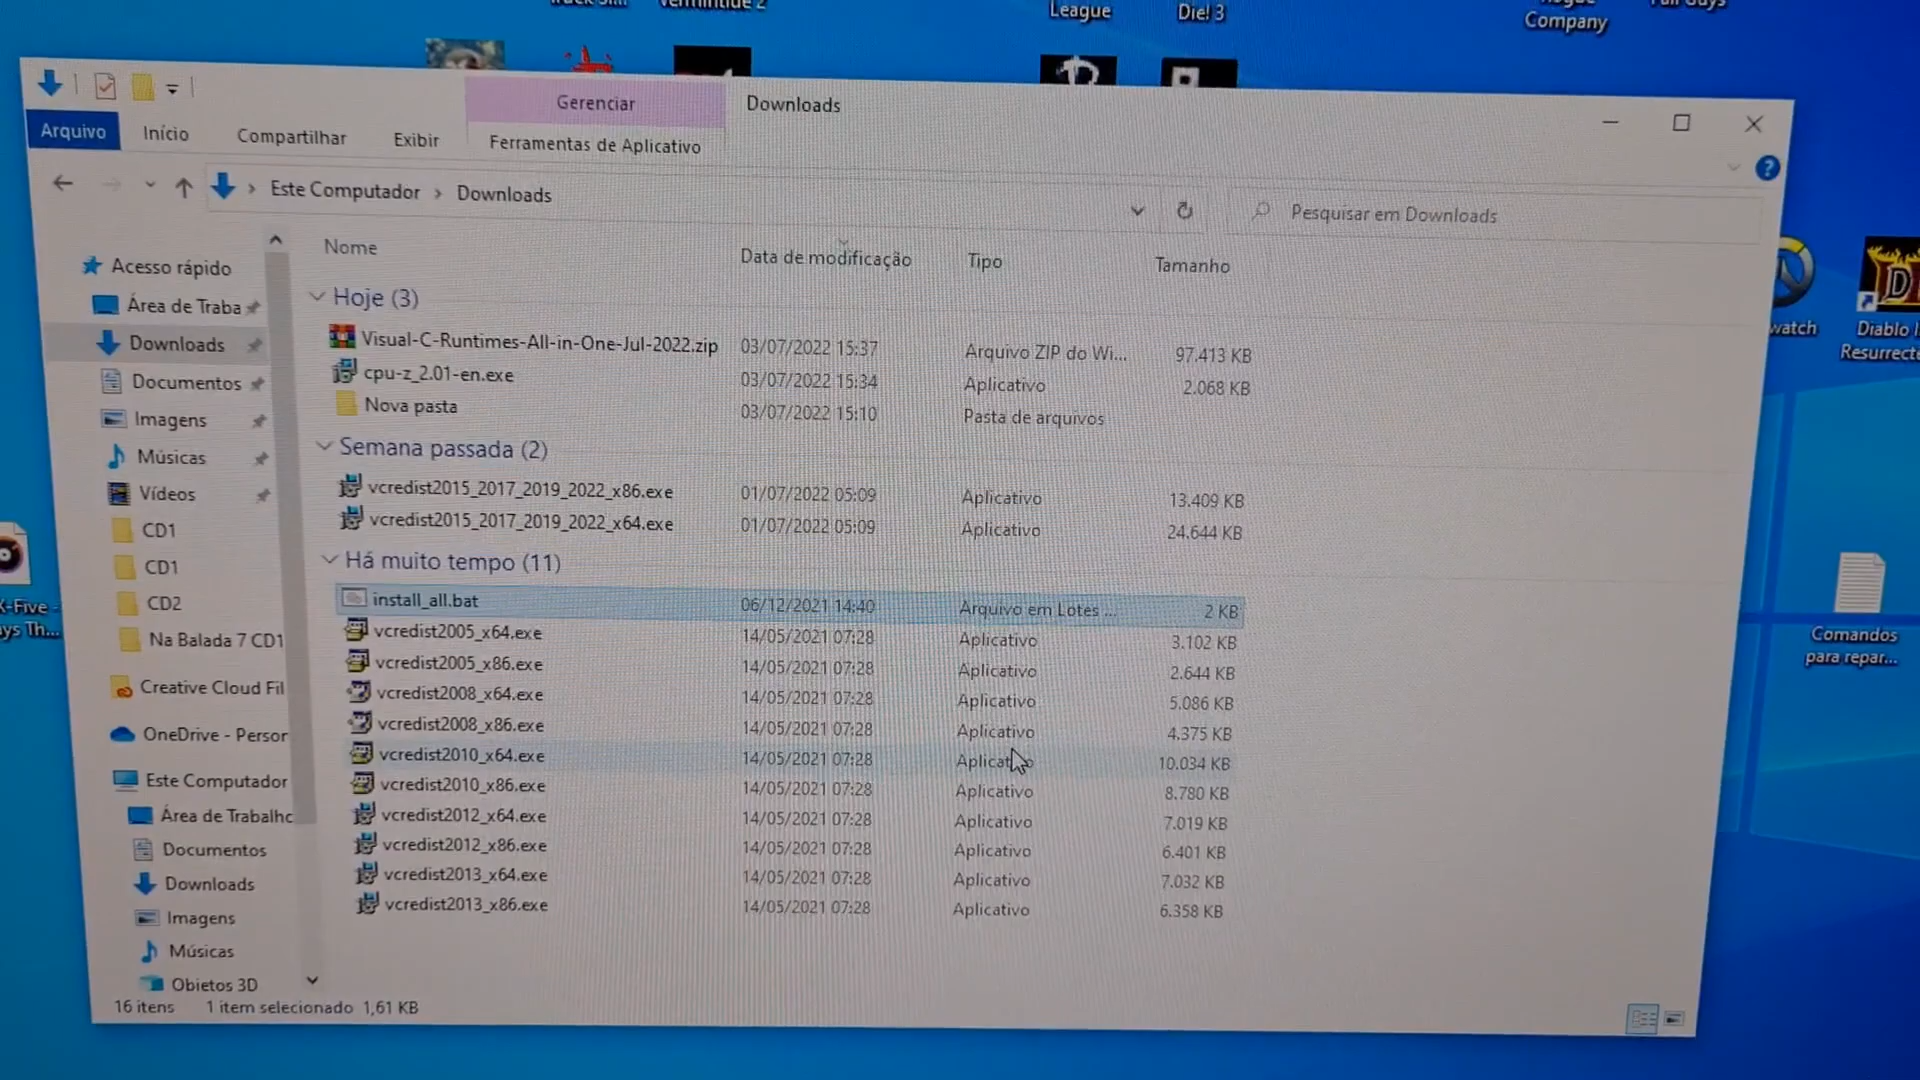 League
Die! 3
Company
Gerenciar
Downloads
Arquivo
Início
Compartilhar
Exibir
Ferramentas de Aplicativo
Este Computador > Downloads
Pesquisar em Downloads
Nome
Data de modificação
Tipo
Tamanho
Acesso rápido
Área de Traba
Downloads
Documentos
Imagens
Músicas
Vídeos
CD1
CD1
CD2
Na Balada 7 CD1
Creative Cloud Fil
OneDrive - Person
Este Computador
Área de Trabalho
Documentos
Downloads
Imagens
Músicas
Objetos 3D
Hoje (3)
Visual-C-Runtimes-All-in-One-Jul-2022.zip 03/07/2022 15:37 Arquivo ZIP do Wi... 97.413 KB
cpu-z_2.01-en.exe 03/07/2022 15:34 Aplicativo 2.068 KB
Nova pasta 03/07/2022 15:10 Pasta de arquivos
Semana passada (2)
vcredist2015_2017_2019_2022_x86.exe 01/07/2022 05:09 Aplicativo 13.409 KB
vcredist2015_2017_2019_2022_x64.exe 01/07/2022 05:09 Aplicativo 24.644 KB
Há muito tempo (11)
install_all.bat 06/12/2021 14:40 Arquivo em Lotes ... 2 KB
vcredist2005_x64.exe 14/05/2021 07:28 Aplicativo 3.102 KB
vcredist2005_x86.exe 14/05/2021 07:28 Aplicativo 2.644 KB
vcredist2008_x64.exe 14/05/2021 07:28 Aplicativo 5.086 KB
vcredist2008_x86.exe 14/05/2021 07:28 Aplicativo 4.375 KB
vcredist2010_x64.exe 14/05/2021 07:28 Aplicativo 10.034 KB
vcredist2010_x86.exe 14/05/2021 07:28 Aplicativo 8.780 KB
vcredist2012_x64.exe 14/05/2021 07:28 Aplicativo 7.019 KB
vcredist2012_x86.exe 14/05/2021 07:28 Aplicativo 6.401 KB
vcredist2013_x64.exe 14/05/2021 07:28 Aplicativo 7.032 KB
vcredist2013_x86.exe 14/05/2021 07:28 Aplicativo 6.358 KB
16 itens 1 item selecionado 1,61 KB
watch
Diablo
Resurrecte
Comandos
para repar...
X-Five -
ys Th...